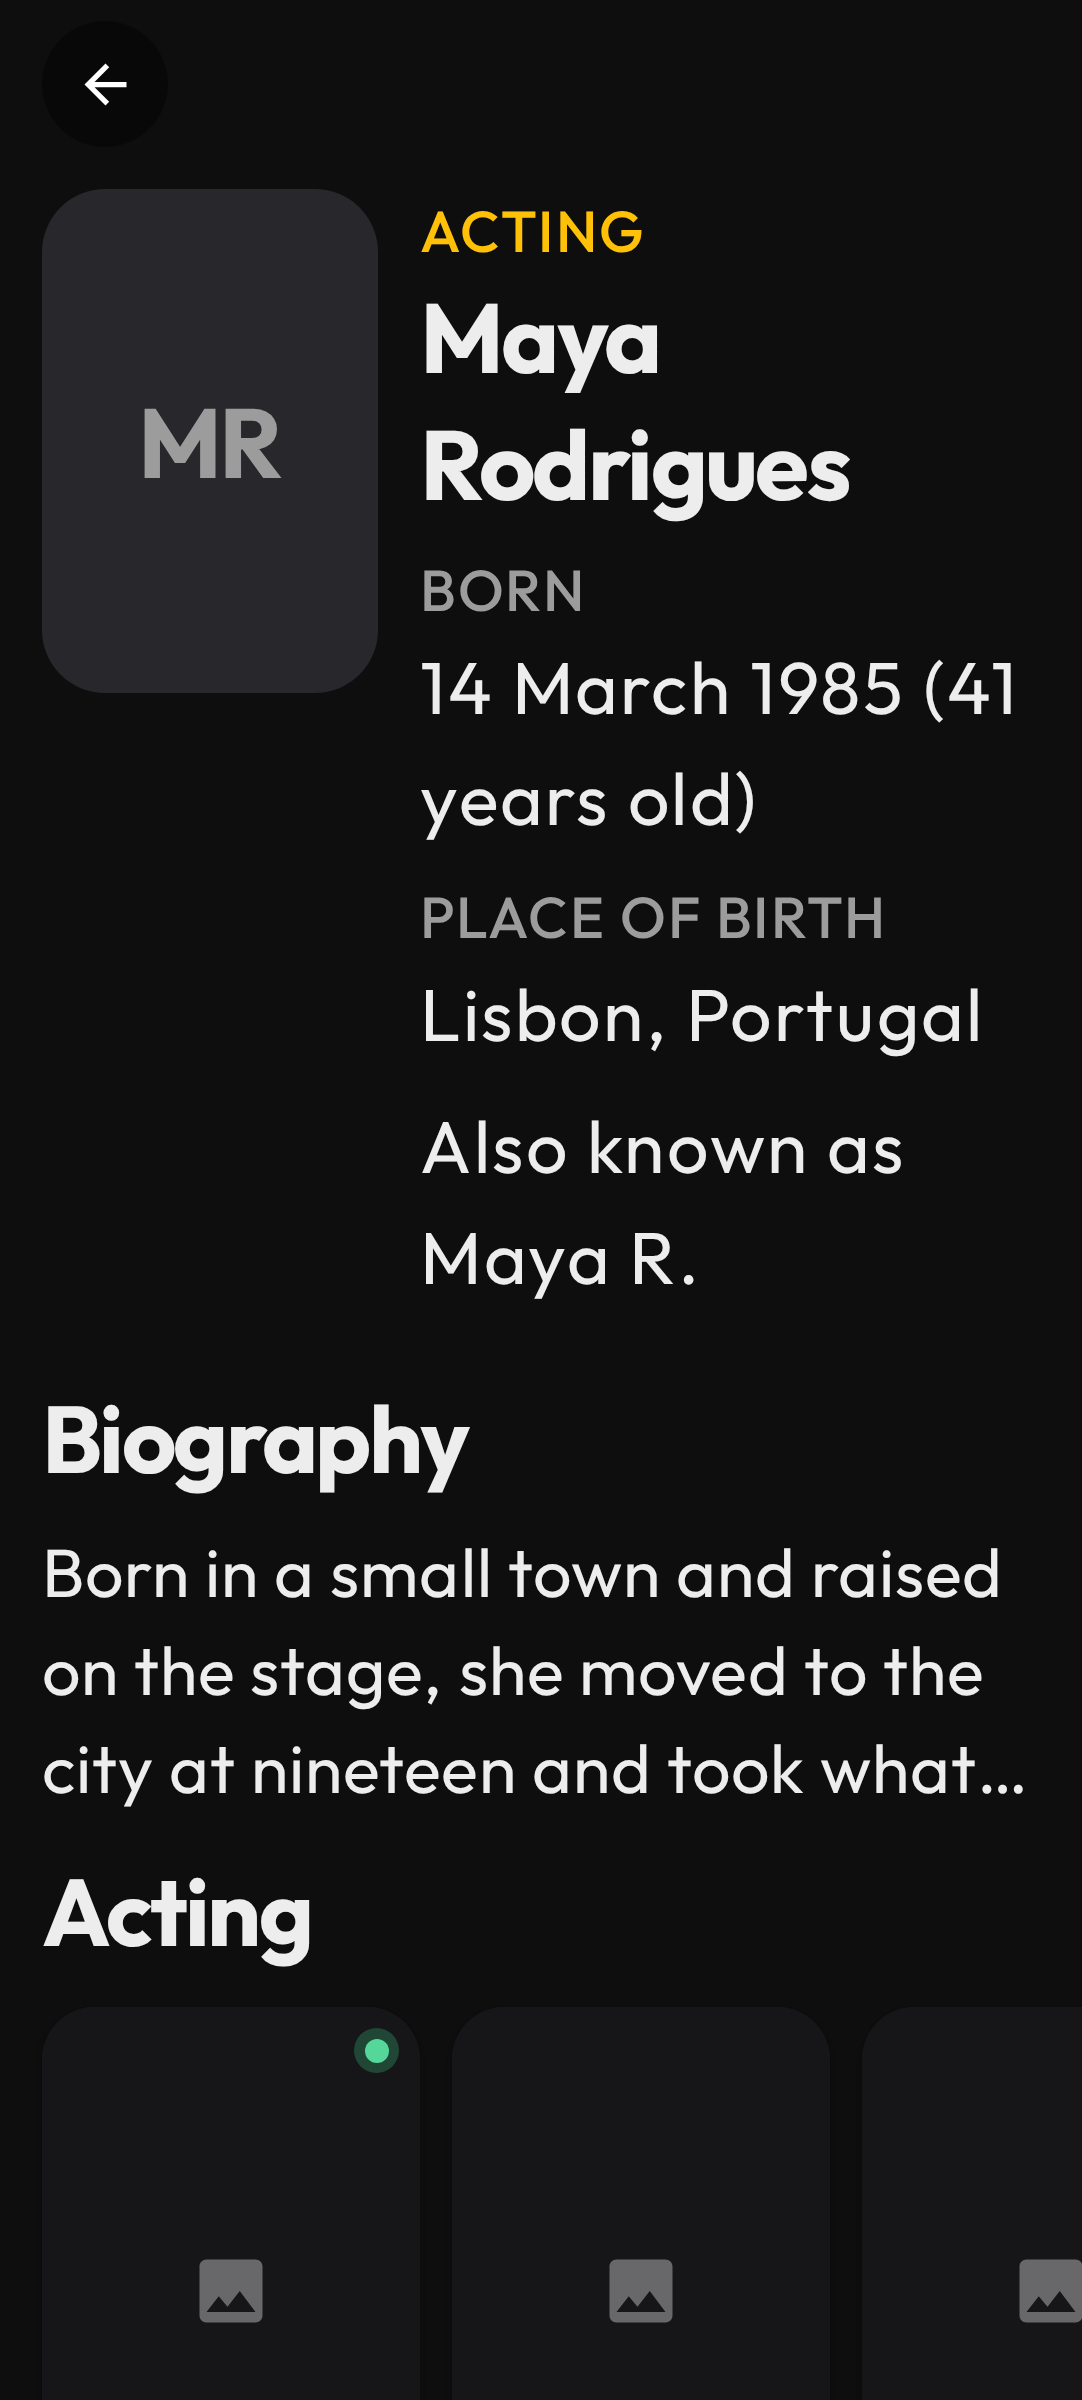 MR
ACTING
Maya
Rodrigues
BORN
14 March 1985 (41
years old)
PLACE OF BIRTH
Lisbon, Portugal
Also known as
Maya R.
Biography
Born in a small town and raised
on the stage, she moved to the
city at nineteen and took what…
Acting